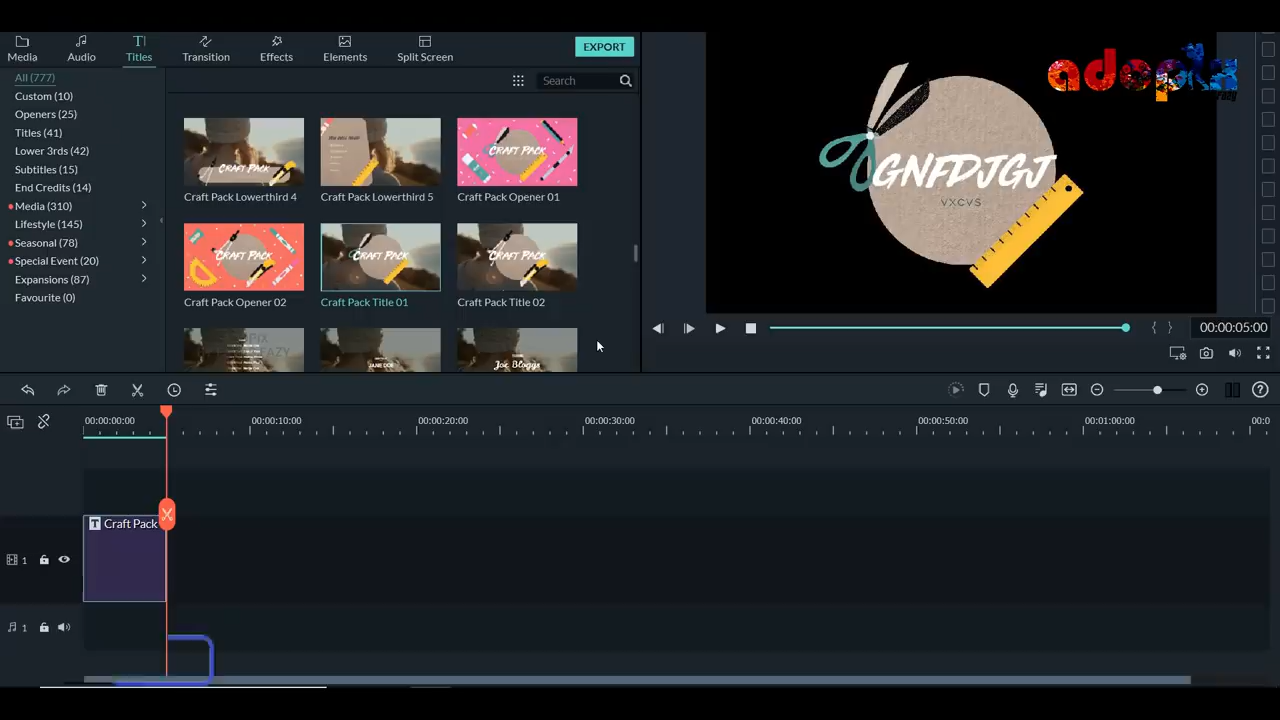 Media Audio Titles Transition Effects Elements Split Screen EXPORT
All (777)
Custom (10)
Openers (25)
Titles (41)
Lower 3rds (42)
Subtitles (15)
End Credits (14)
Media (310)
Lifestyle (145)
Seasonal (78)
Special Event (20)
Expansions (87)
Favourite (0)
Search
CRAFT PACK
CRAFT PACK
Craft Pack Lowerthird 4 Craft Pack Lowerthird 5 Craft Pack Opener 01
CRAFT PACK CRAFT PACK CRAFT PACK
Craft Pack Opener 02 Craft Pack Title 01 Craft Pack Title 02
JANE DOE
Joe Bloggs
GNFDJGJ
VXCVS
00:00:05:00
00:00:00:00 00:00:10:00 00:00:20:00 00:00:30:00 00:00:40:00 00:00:50:00 00:01:00:00 00:0
T Craft Pack
1
1